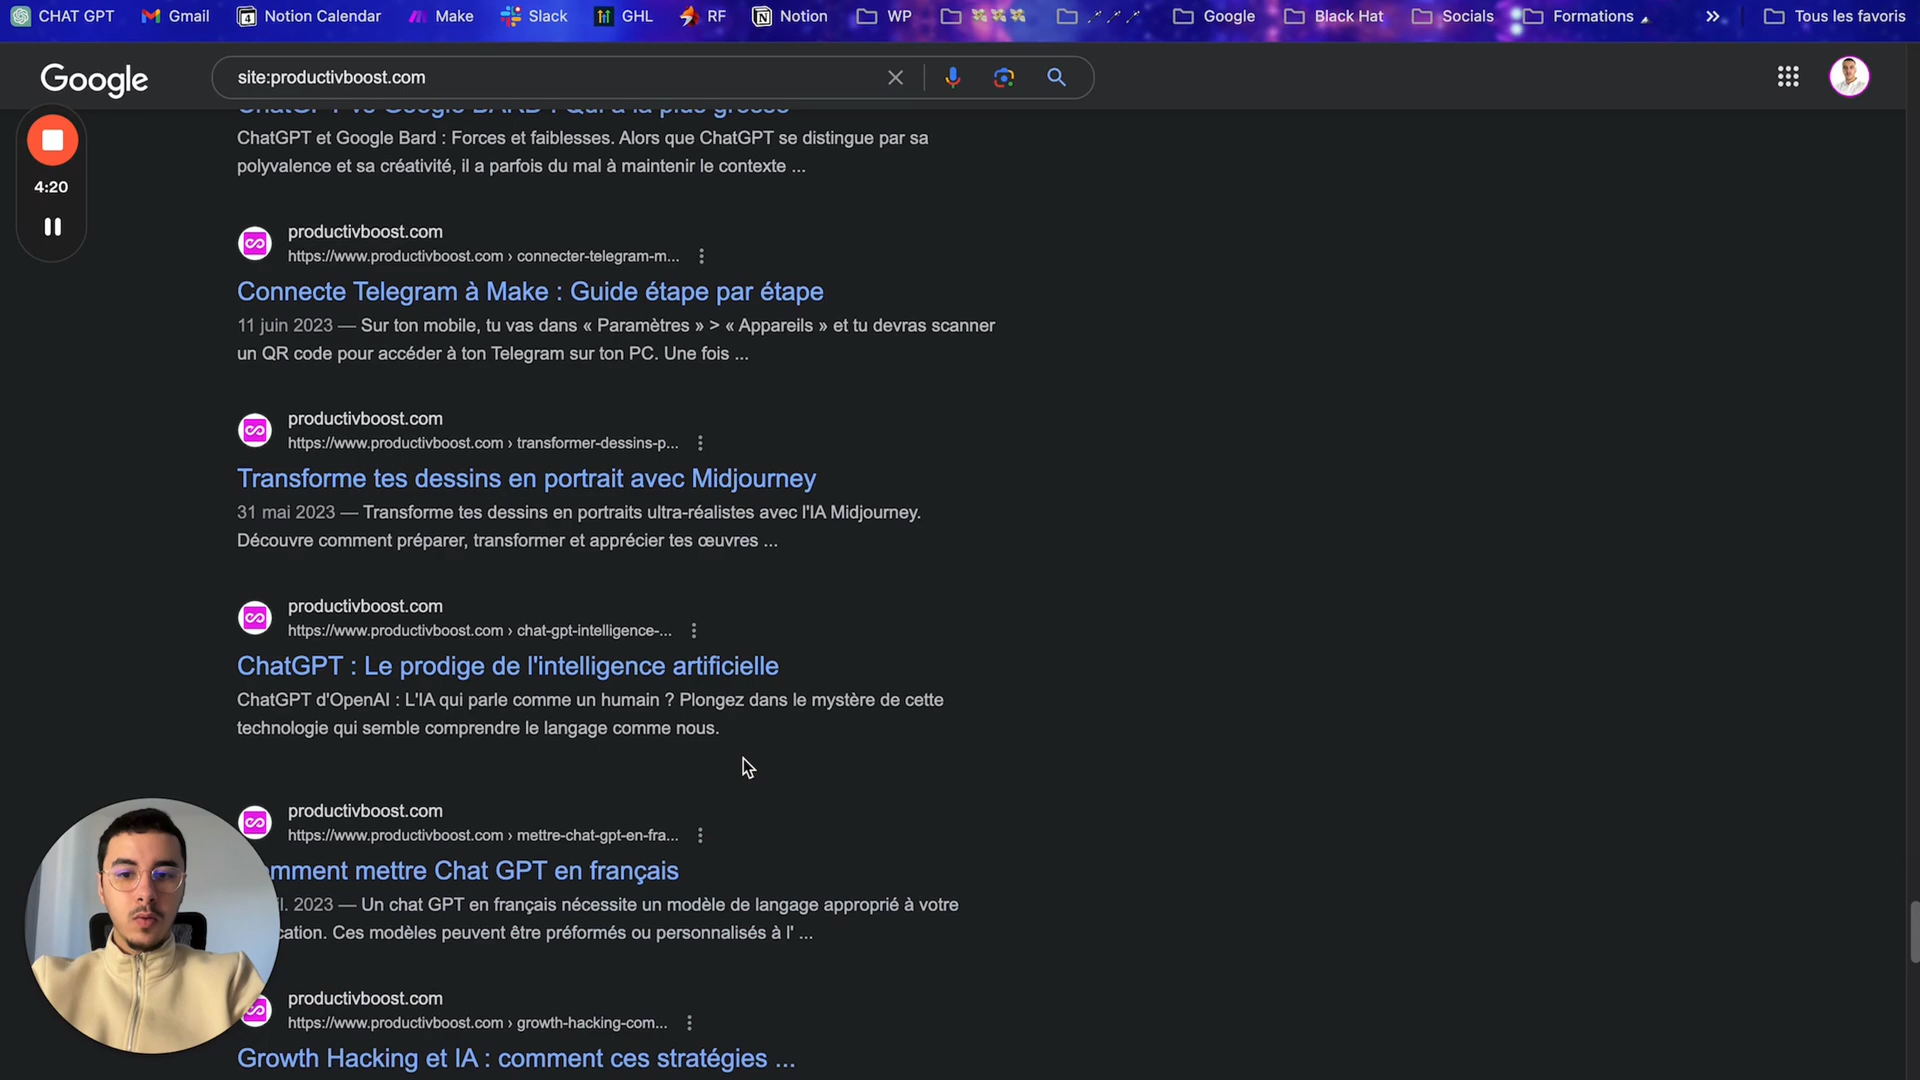 CHAT GPT Gmail 4 Notion Calendar Make Slack GHL RF Notion WP Google Black Hat Socials Formations Tous les favoris
Google site:productivboost.com
ChatGPT vs Google BARD : Qui a la plus grosse
ChatGPT et Google Bard : Forces et faiblesses. Alors que ChatGPT se distingue par sa
polyvalence et sa créativité, il a parfois du mal à maintenir le contexte ...
4:20
productivboost.com
https://www.productivboost.com › connecter-telegram-m...
Connecte Telegram à Make : Guide étape par étape
11 juin 2023 — Sur ton mobile, tu vas dans « Paramètres » > « Appareils » et tu devras scanner
un QR code pour accéder à ton Telegram sur ton PC. Une fois ...
productivboost.com
https://www.productivboost.com › transformer-dessins-p...
Transforme tes dessins en portrait avec Midjourney
31 mai 2023 — Transforme tes dessins en portraits ultra-réalistes avec l'IA Midjourney.
Découvre comment préparer, transformer et apprécier tes œuvres ...
productivboost.com
https://www.productivboost.com › chat-gpt-intelligence-...
ChatGPT : Le prodige de l'intelligence artificielle
ChatGPT d'OpenAI : L'IA qui parle comme un humain ? Plongez dans le mystère de cette
technologie qui semble comprendre le langage comme nous.
productivboost.com
https://www.productivboost.com › mettre-chat-gpt-en-fra...
mment mettre Chat GPT en français
l. 2023 — Un chat GPT en français nécessite un modèle de langage approprié à votre
cation. Ces modèles peuvent être préformés ou personnalisés à l' ...
productivboost.com
https://www.productivboost.com › growth-hacking-com...
Growth Hacking et IA : comment ces stratégies ...